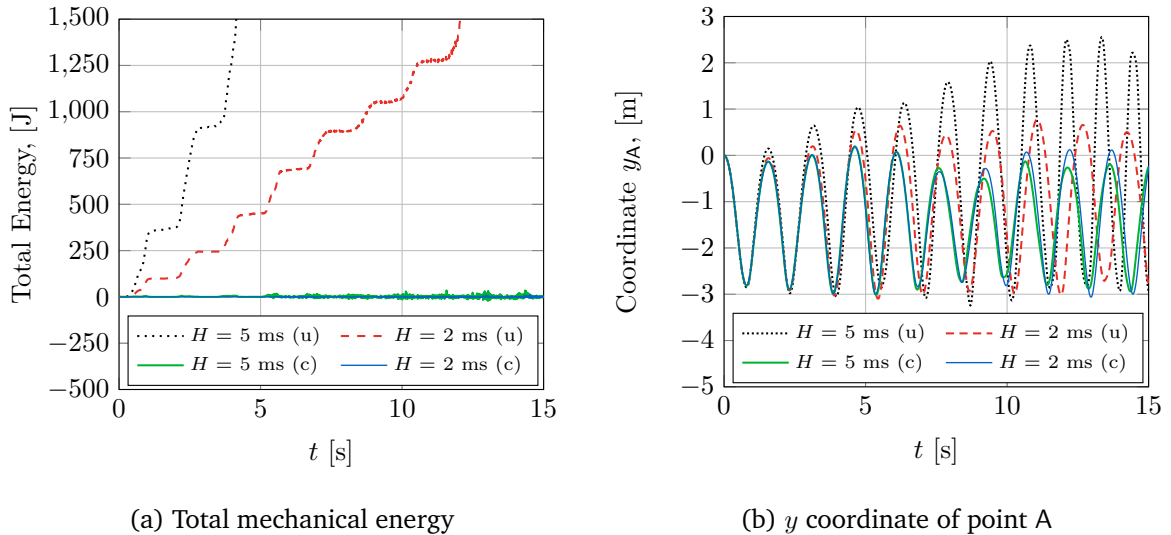 1,500
1,250
1,000
750
500
250
0
−250
−500
Total Energy, [J]
H = 5 ms (u)
H = 2 ms (u)
H = 5 ms (c)
H = 2 ms (c)
0
5
10
15
t [s]
(a) Total mechanical energy
3
2
1
0
−1
−2
−3
−4
−5
Coordinate yA, [m]
H = 5 ms (u)
H = 2 ms (u)
H = 5 ms (c)
H = 2 ms (c)
0
5
10
15
t [s]
(b) y coordinate of point A